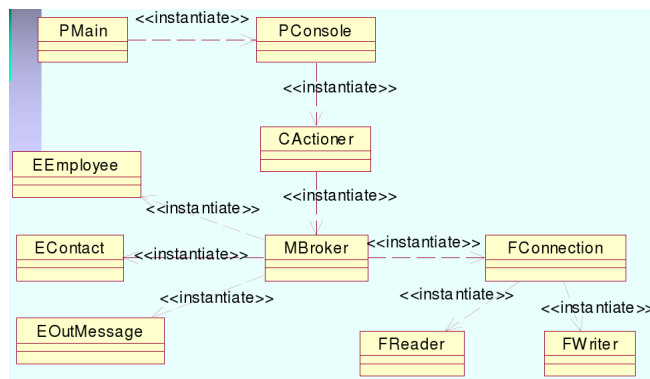 <<instantiate>>
PMain
PConsole
<<instantiate>>
CActioner
EEmployee
<<instantiate>>
<<instantiate>>
EContact
<<instantiate>>
MBroker
<<instantiate>>
FConnection
<<instantiate>>
<<instantiate>>
<<instantiate>>
EOutMessage
FReader
FWriter